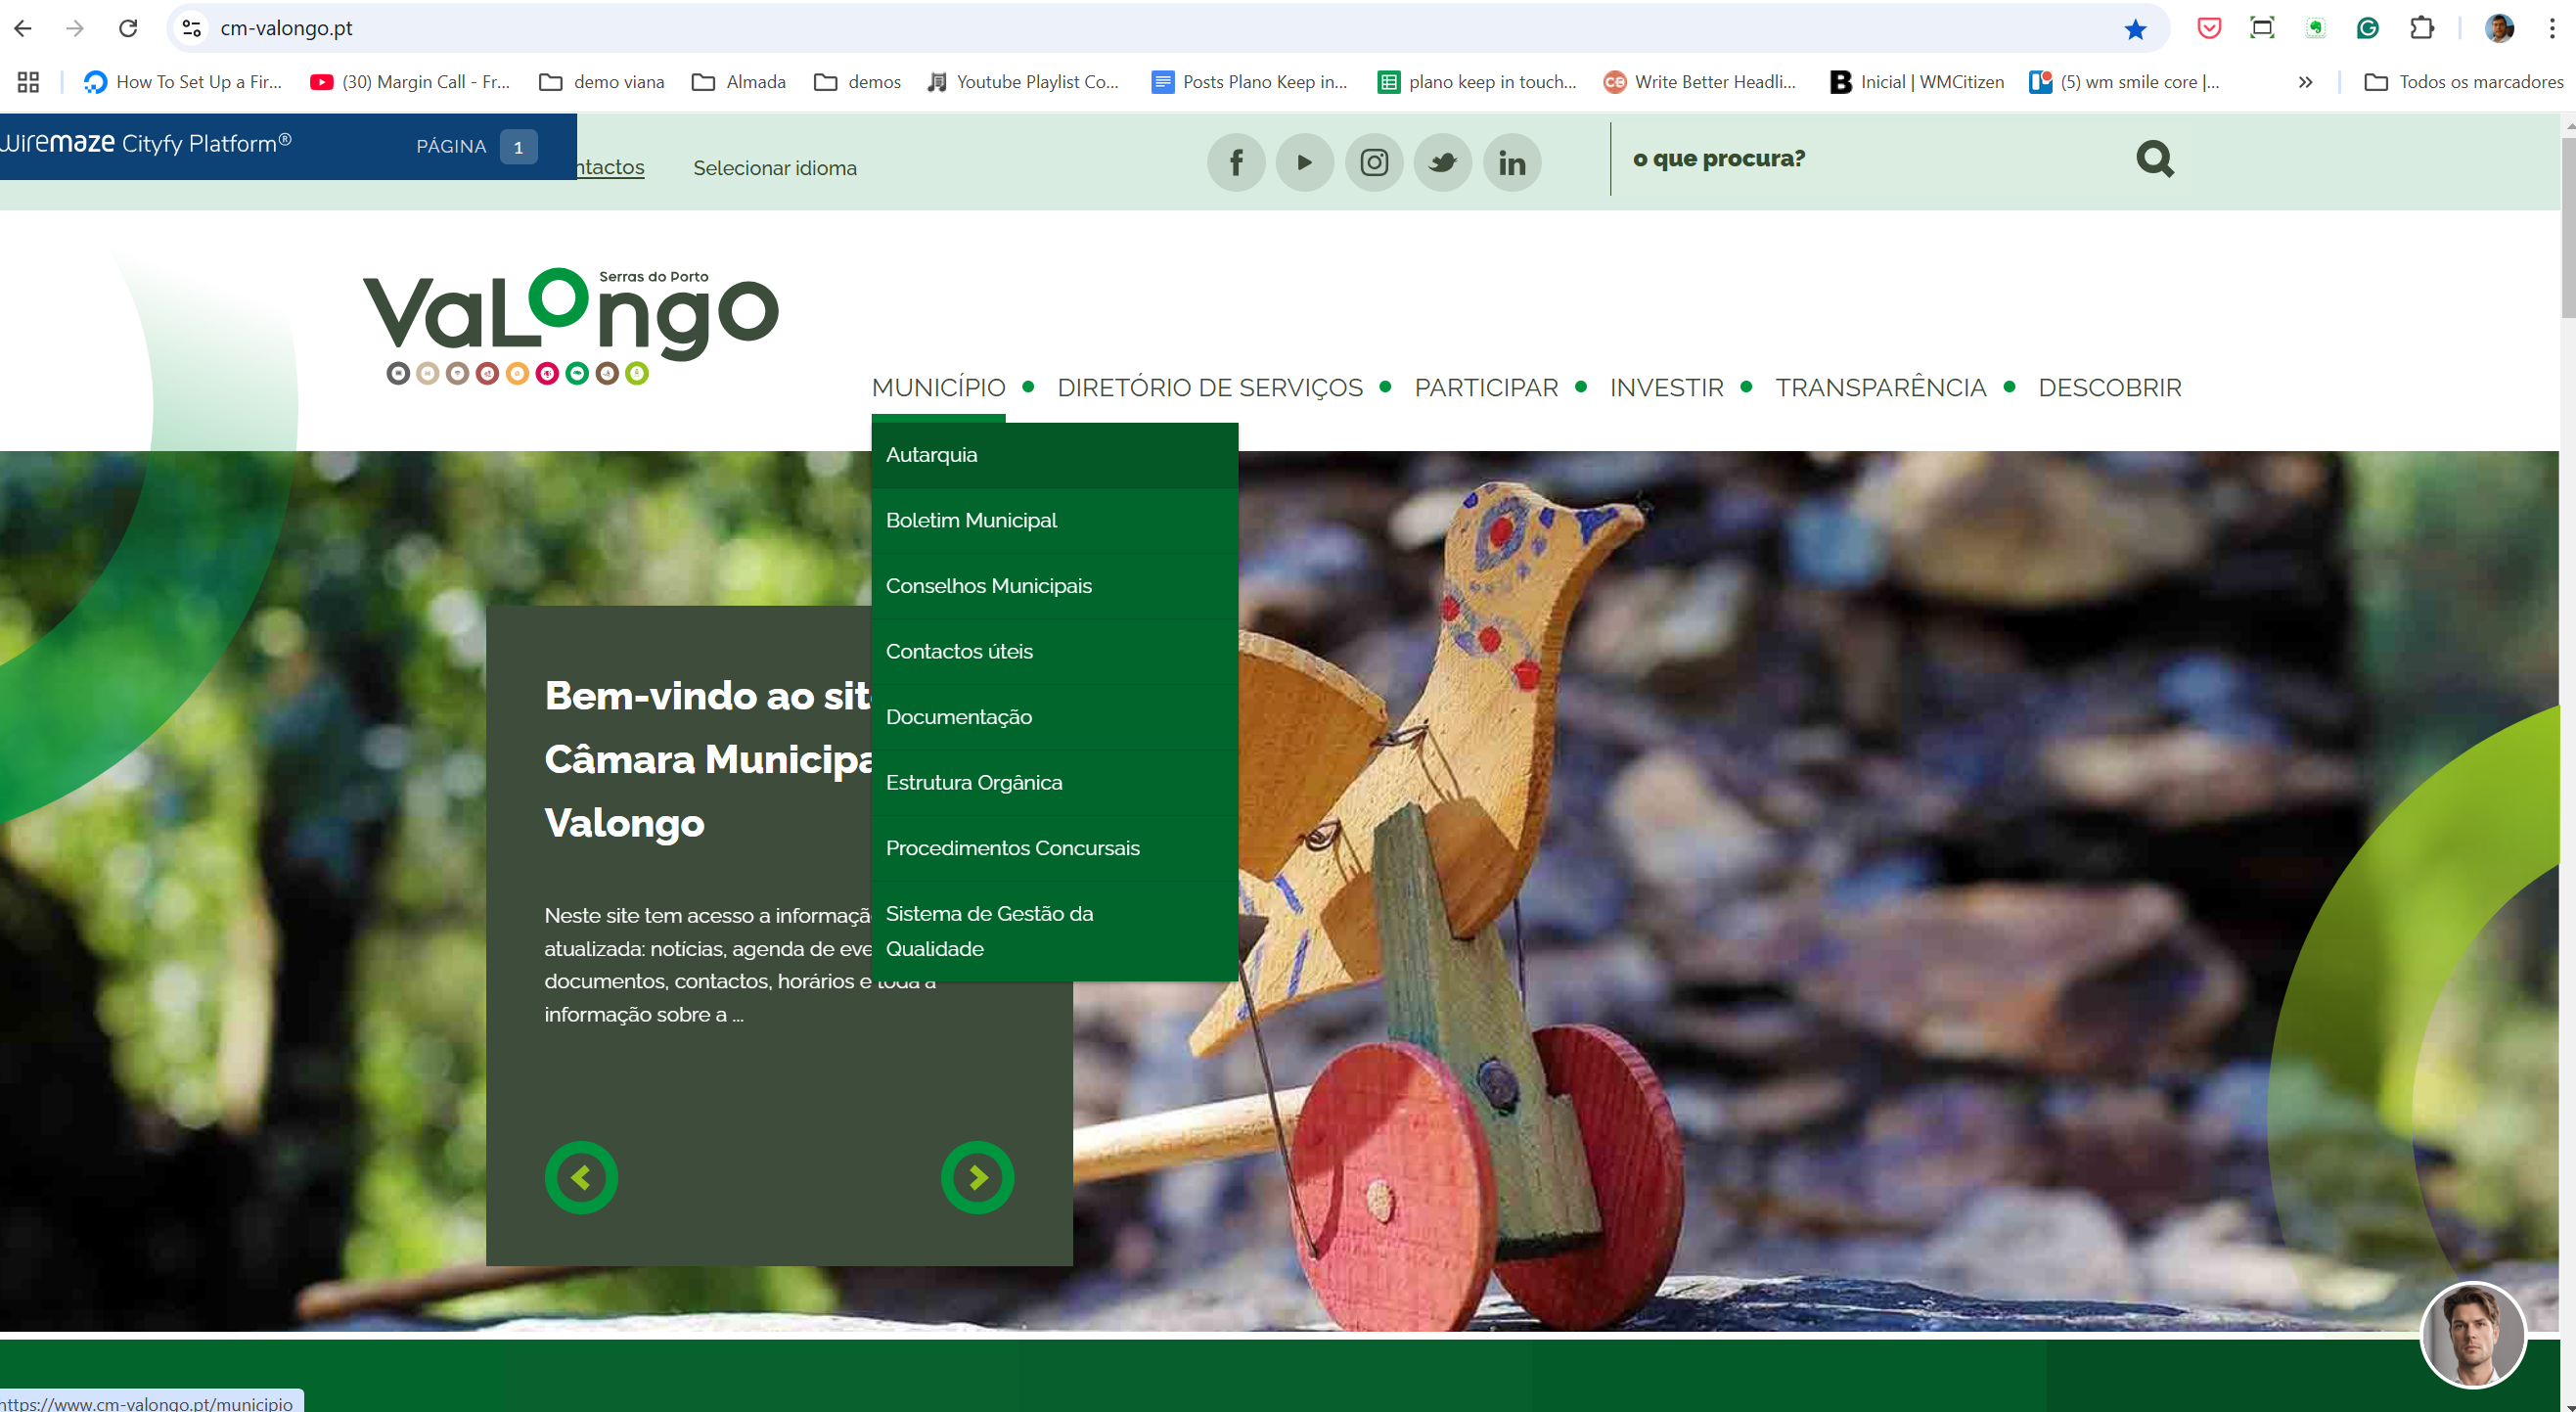 cm-valongo.pt
How To Set Up a Fir...
(30) Margin Call - Fr...
demo viana
Almada
demos
Youtube Playlist Co...
Posts Plano Keep in...
plano keep in touch...
Write Better Headli...
Inicial | WMCitizen
(5) wm smile core |...
Todos os marcadores
wiremaze Cityfy Platform®
PÁGINA 1
ntactos
Selecionar idioma
o que procura?
Serras do Porto
Valongo
MUNICÍPIO
DIRETÓRIO DE SERVIÇOS
PARTICIPAR
INVESTIR
TRANSPARÊNCIA
DESCOBRIR
Autarquia
Boletim Municipal
Conselhos Municipais
Contactos úteis
Documentação
Estrutura Orgânica
Procedimentos Concursais
Sistema de Gestão da
Qualidade
Bem-vindo ao sit
Câmara Municipa
Valongo
Neste site tem acesso a informaçã
atualizada: notícias, agenda de eve
documentos, contactos, horários e toda a
informação sobre a ...
https://www.cm-valongo.pt/municipio